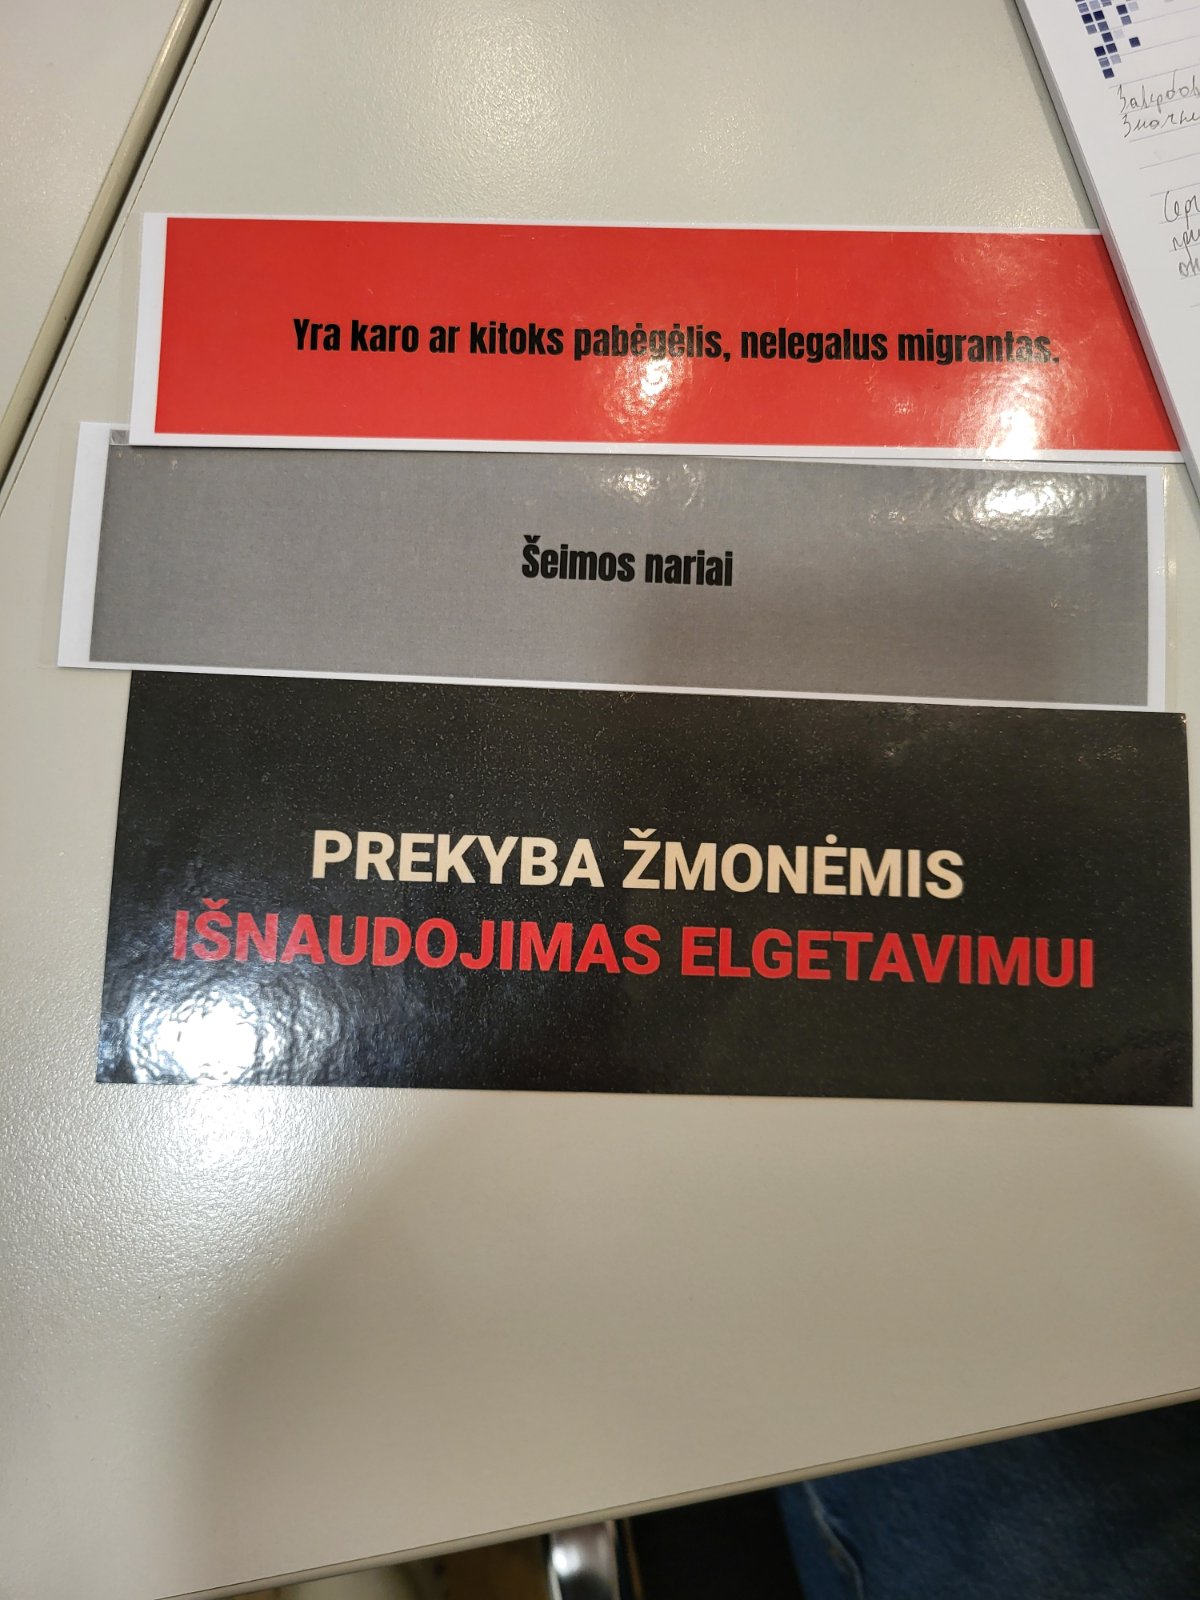 Yra karo ar kitoks pabėgėlis, nelegalus migrantas.
Šeimos nariai
PREKYBA ŽMONĖMIS
IŠNAUDOJIMAS ELGETAVIMUI